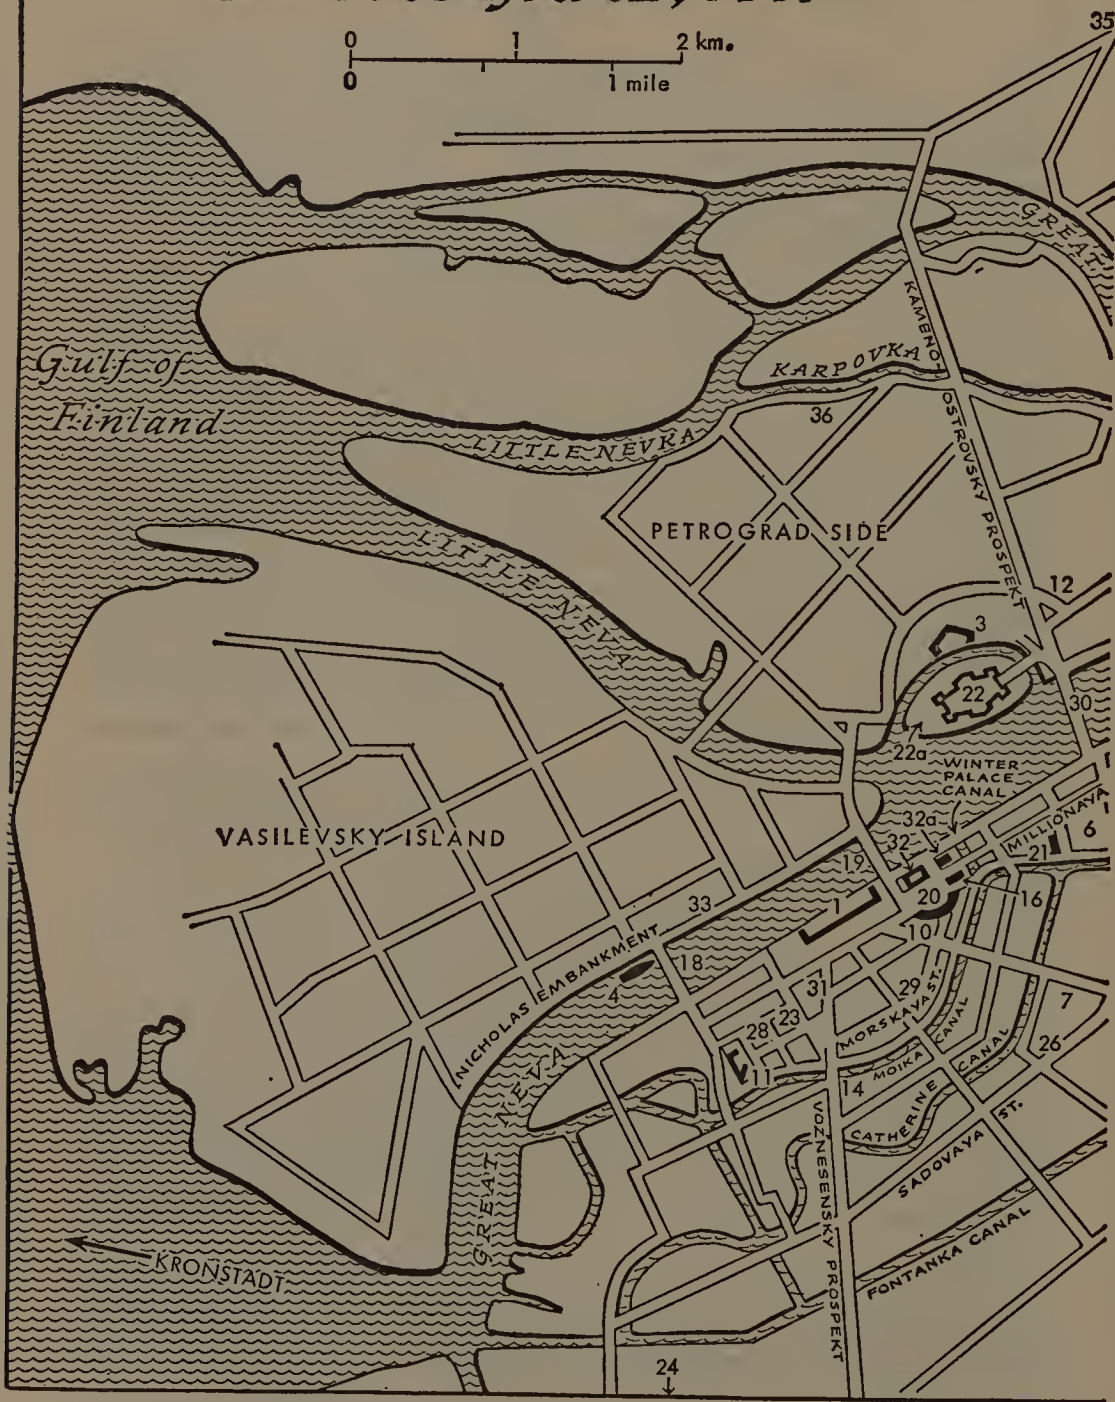 0 1 2 km.
0 1 mile
35
GREAT
KAMENO-
OSTROVSKY PROSPEKT
Gulf of
Finland
KARPOVKA
36
LITTLE NEVKA
PETROGRAD SIDE
LITTLE NEVA
12
3
22
30
22a
WINTER
PALACE
CANAL
32a
MILLIONAYA
6
VASILEVSKY ISLAND
32
21
19
20
16
33
1
10
NICHOLAS EMBANKMENT
18
4
31
29
7
28
23
MORSKAYA ST.
26
11
14
MOIKA CANAL
CATHERINE CANAL
GREAT NEVA
VOZNESENSKY PROSPEKT
SADOVAYA ST.
FONTANKA CANAL
KRONSTADT
24